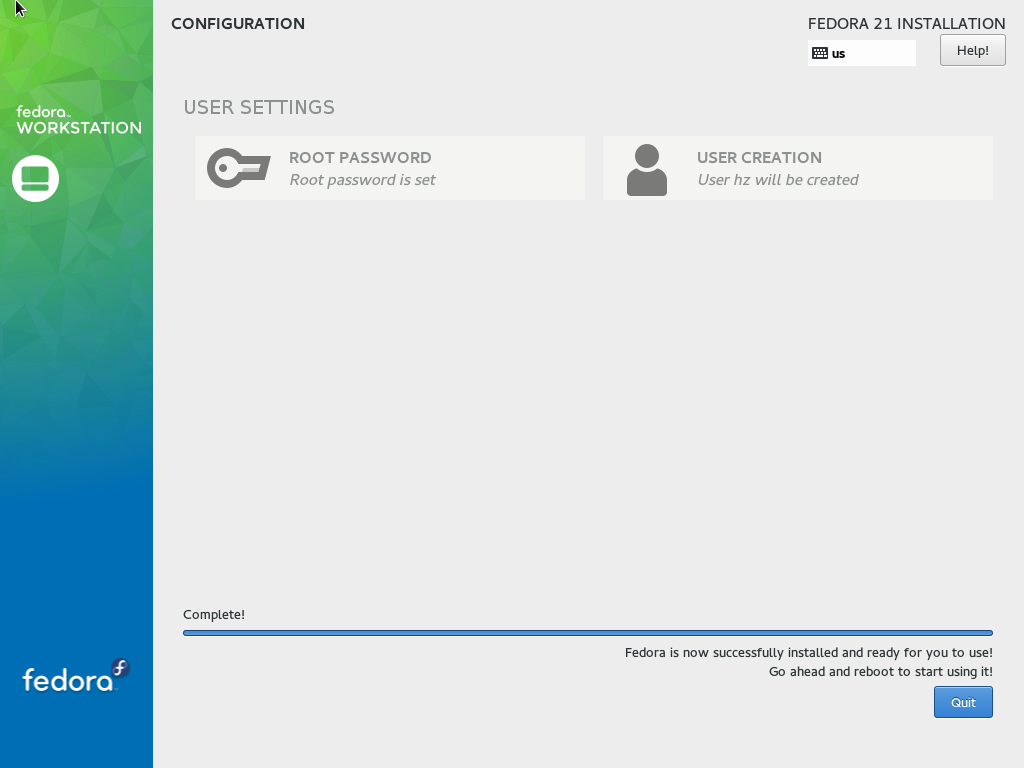 CONFIGURATION
FEDORA 21 INSTALLATION
us
Help!
fedora
WORKSTATION
USER SETTINGS
ROOT PASSWORD
Root password is set
USER CREATION
User hz will be created
Complete!
Fedora is now successfully installed and ready for you to use!
Go ahead and reboot to start using it!
Quit
fedora